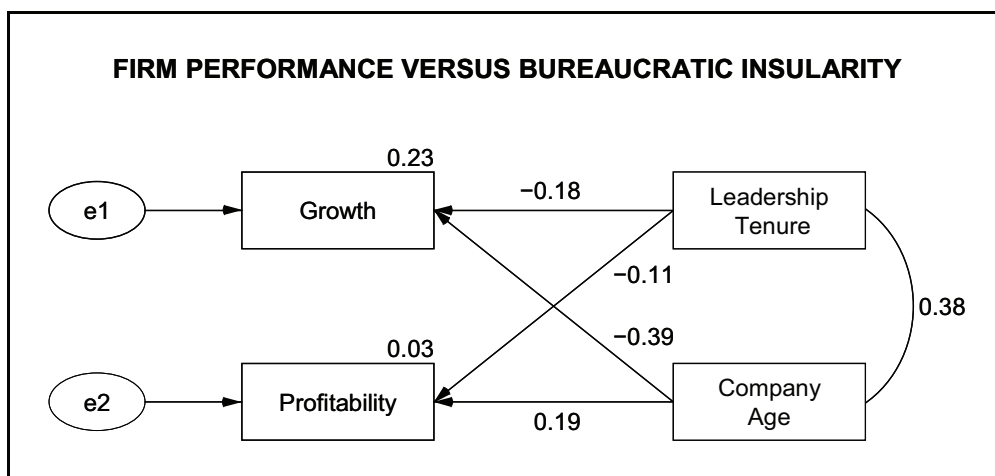 FIRM PERFORMANCE VERSUS BUREAUCRATIC INSULARITY
0.23
e1
Growth
−0.18
Leadership
Tenure
−0.11
0.38
−0.39
0.03
e2
Profitability
0.19
Company
Age